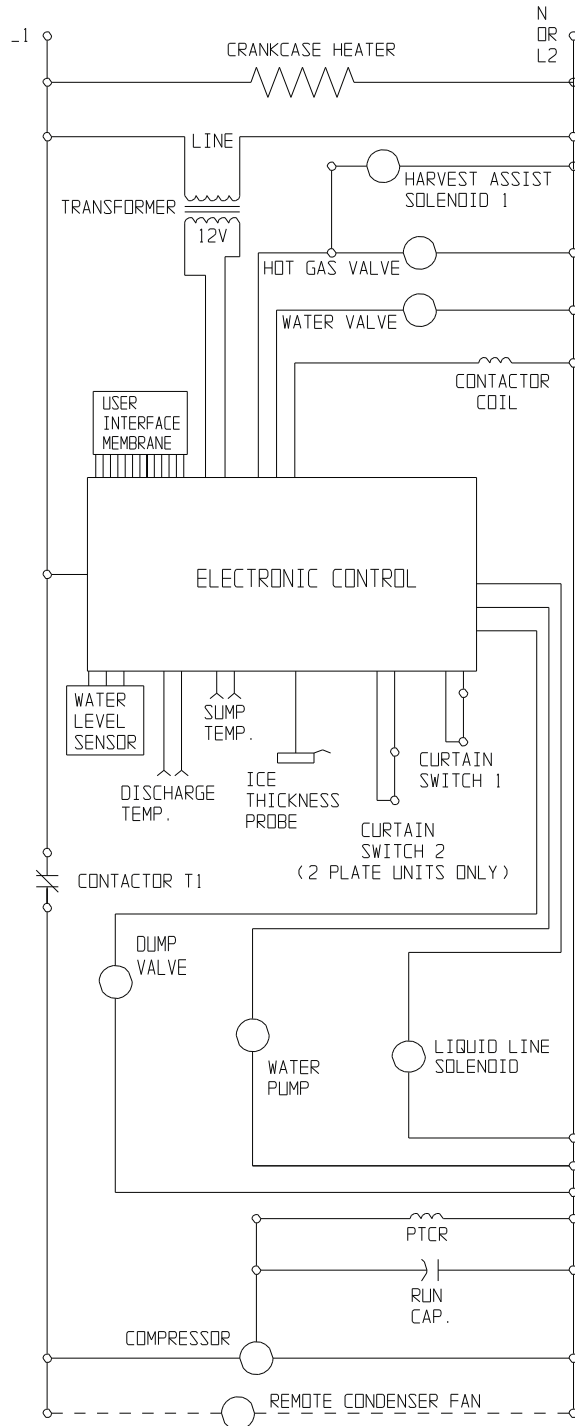 _1
N
OR
L2
CRANKCASE HEATER
LINE
TRANSFORMER
12V
HARVEST ASSIST
SOLENOID 1
HOT GAS VALVE
WATER VALVE
CONTACTOR
COIL
USER
INTERFACE
MEMBRANE
ELECTRONIC CONTROL
WATER
LEVEL
SENSOR
SUMP
TEMP.
DISCHARGE
TEMP.
ICE
THICKNESS
PROBE
CURTAIN
SWITCH 1
CURTAIN
SWITCH 2
(2 PLATE UNITS ONLY)
CONTACTOR T1
DUMP
VALVE
WATER
PUMP
LIQUID LINE
SOLENOID
PTCR
RUN
CAP.
COMPRESSOR
REMOTE CONDENSER FAN